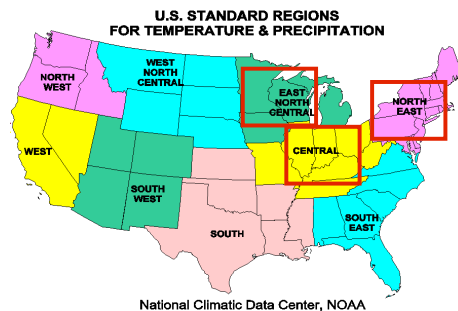 U.S. STANDARD REGIONS
FOR TEMPERATURE & PRECIPITATION
NORTH
WEST
WEST
NORTH
CENTRAL
EAST
NORTH
CENTRAL
NORTH
EAST
WEST
CENTRAL
SOUTH
WEST
SOUTH
SOUTH
EAST
National Climatic Data Center, NOAA